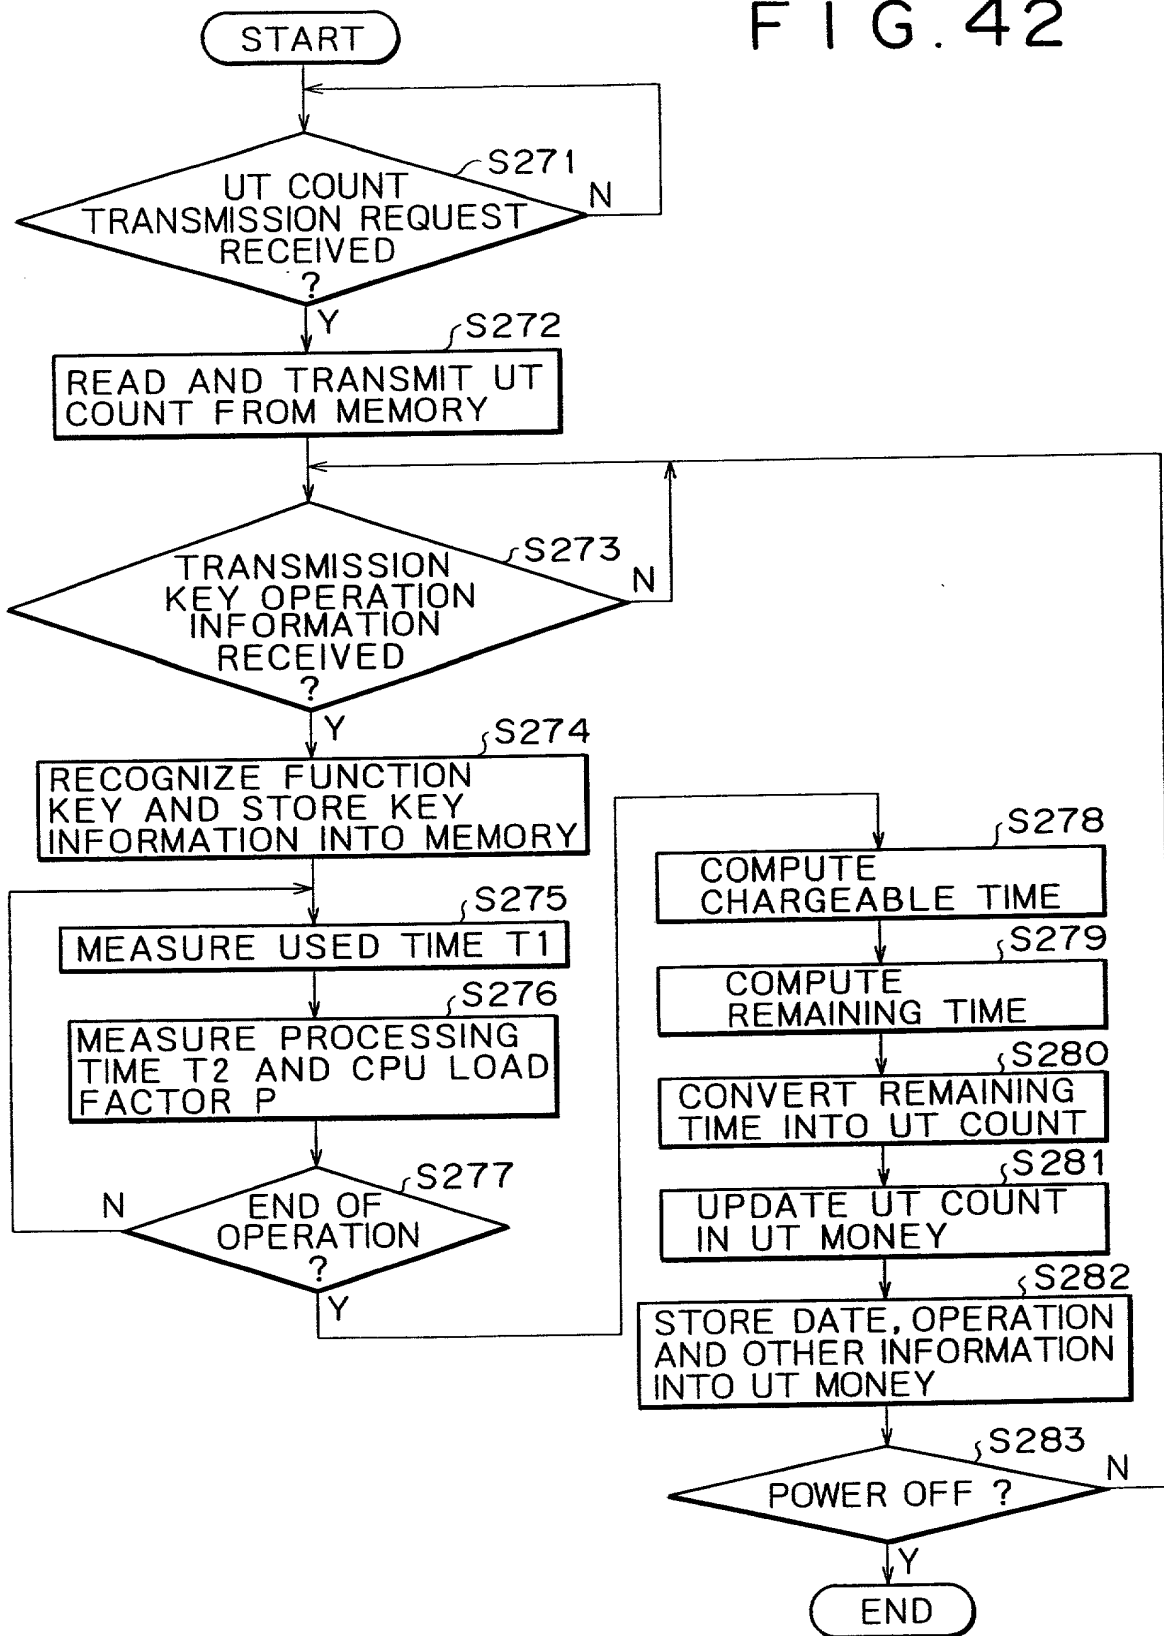 FIG. 42
START
S271
UT COUNT
TRANSMISSION REQUEST
RECEIVED
?
N
Y
S272
READ AND TRANSMIT UT
COUNT FROM MEMORY
S273
TRANSMISSION
KEY OPERATION
INFORMATION
RECEIVED
?
N
Y
S274
RECOGNIZE FUNCTION
KEY AND STORE KEY
INFORMATION INTO MEMORY
S275
MEASURE USED TIME T1
S276
MEASURE PROCESSING
TIME T2 AND CPU LOAD
FACTOR P
S277
END OF
OPERATION
?
N
Y
S278
COMPUTE
CHARGEABLE TIME
S279
COMPUTE
REMAINING TIME
S280
CONVERT REMAINING
TIME INTO UT COUNT
S281
UPDATE UT COUNT
IN UT MONEY
S282
STORE DATE, OPERATION
AND OTHER INFORMATION
INTO UT MONEY
S283
POWER OFF ?
N
Y
END